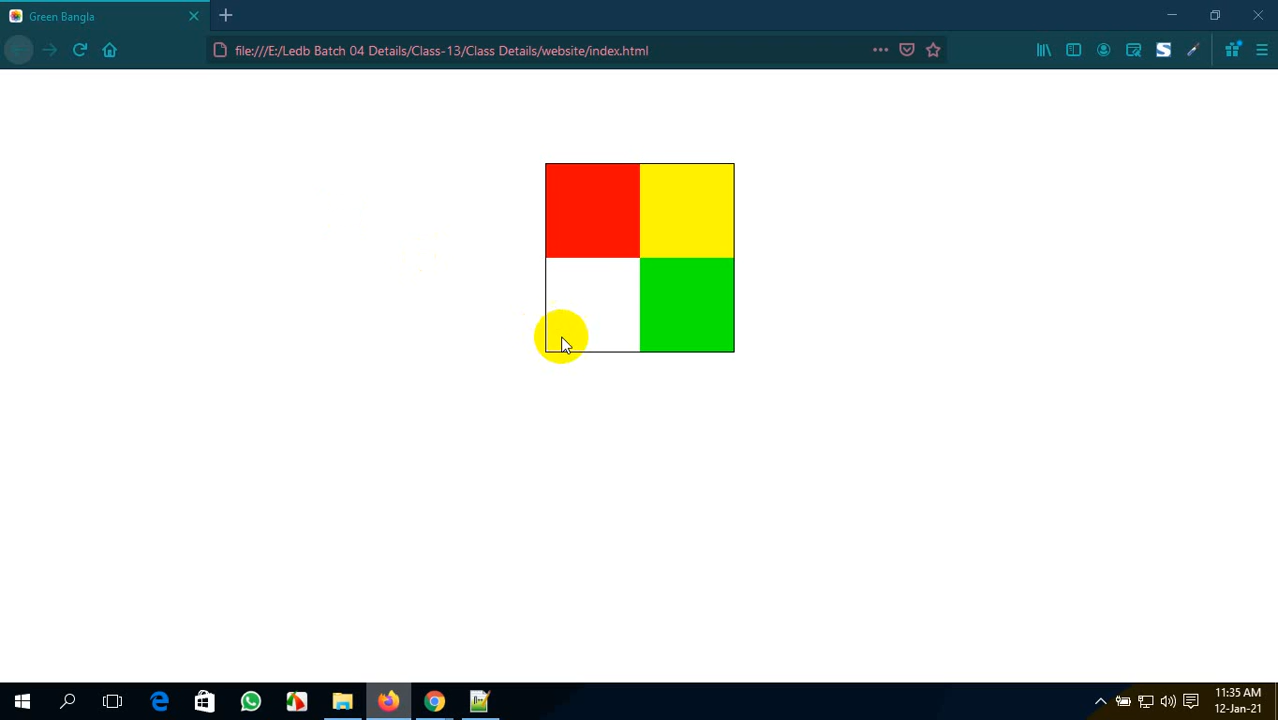 Green Bangla
file:///E:/Ledb Batch 04 Details/Class-13/Class Details/website/index.html
11:35 AM
12-Jan-21